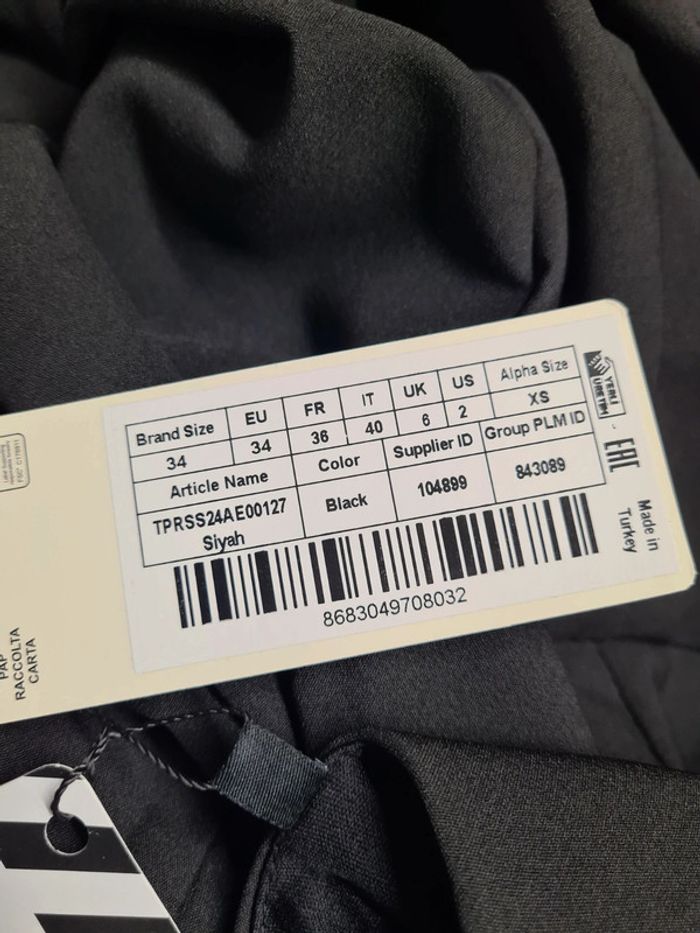 Brand Size EU FR IT UK US Alpha Size
34 34 36 40 6 2 XS
Article Name Color Supplier ID Group PLM ID
TPRSS24AE00127 Black 104899 843089
Siyah
8683049708032
YERLİ
ÜRETİM
EAC
Made in
Turkey
PAP
RACCOLTA
CARTA